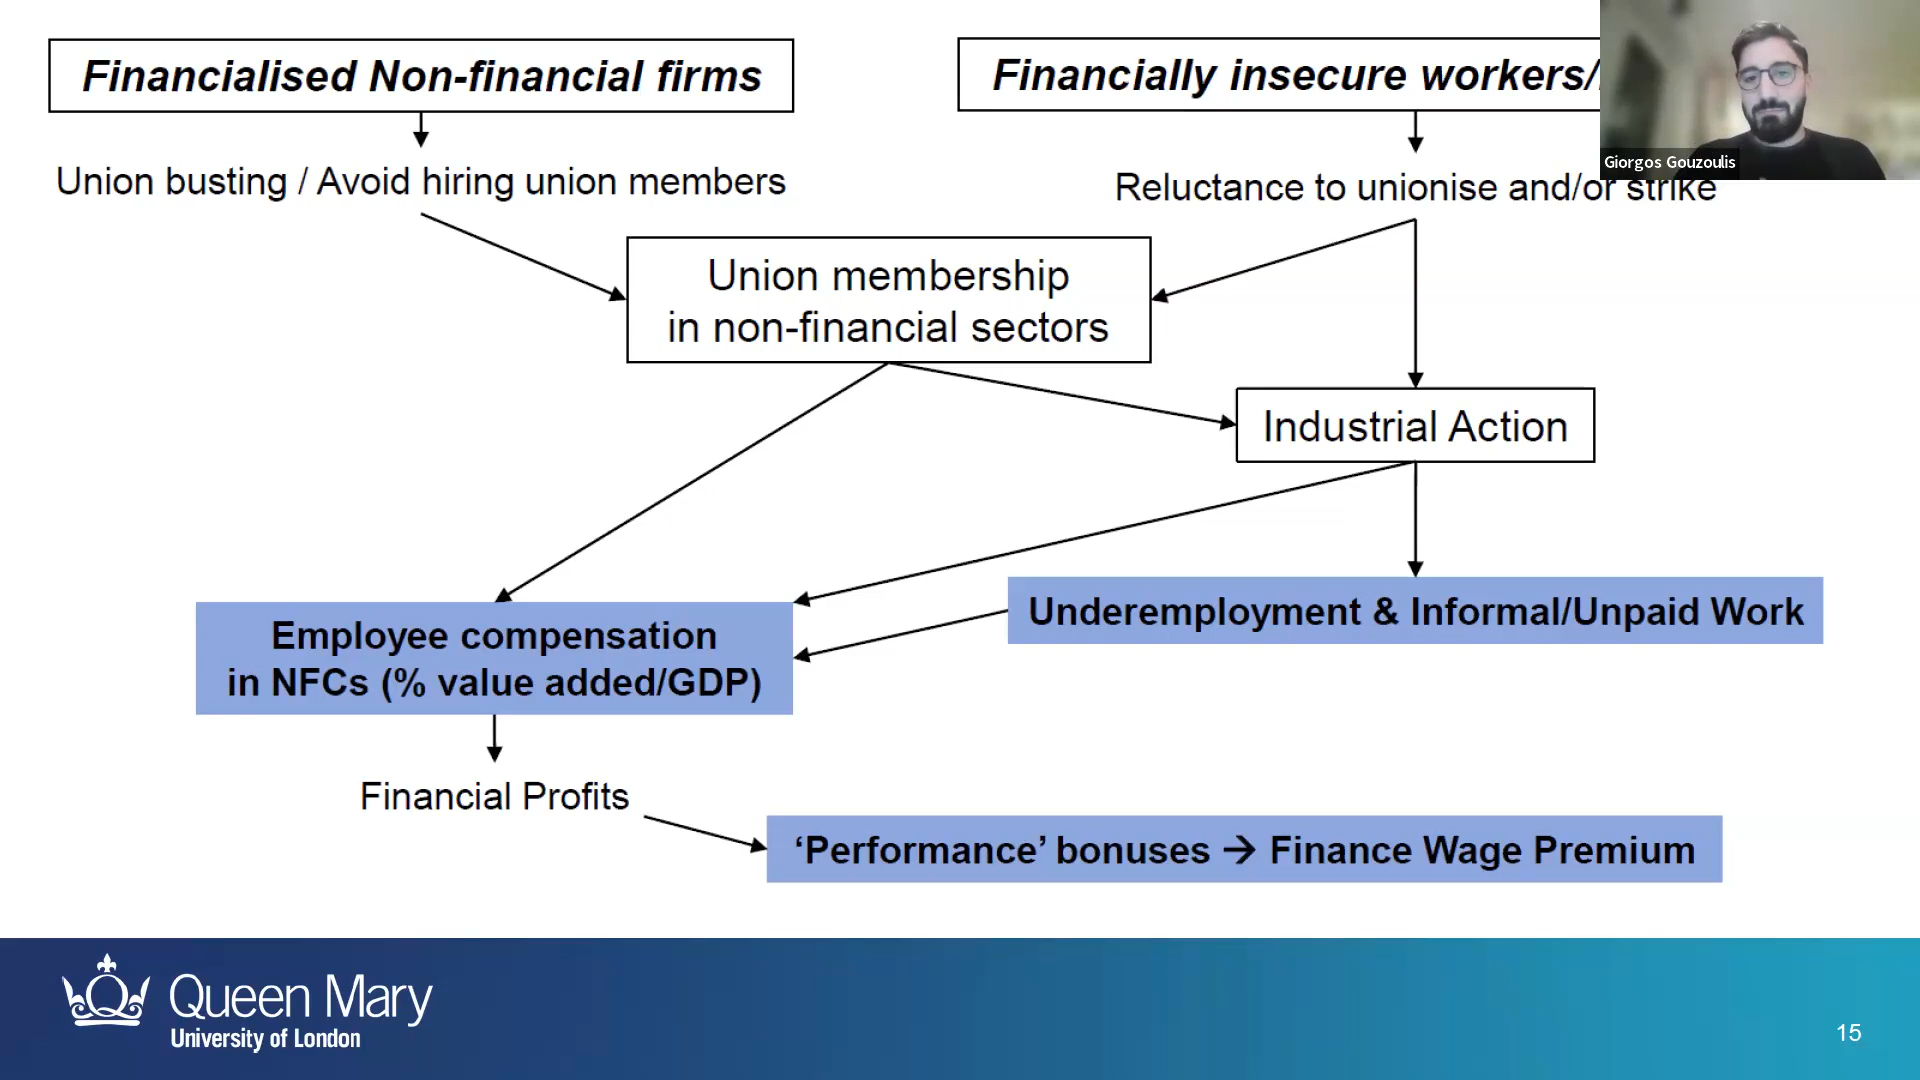 Financialised Non-financial firms
Financially insecure workers/
Giorgos Gouzoulis
Union busting / Avoid hiring union members
Reluctance to unionise and/or strike
Union membership
in non-financial sectors
Industrial Action
Underemployment & Informal/Unpaid Work
Employee compensation
in NFCs (% value added/GDP)
Financial Profits
‘Performance’ bonuses → Finance Wage Premium
Queen Mary
University of London
15